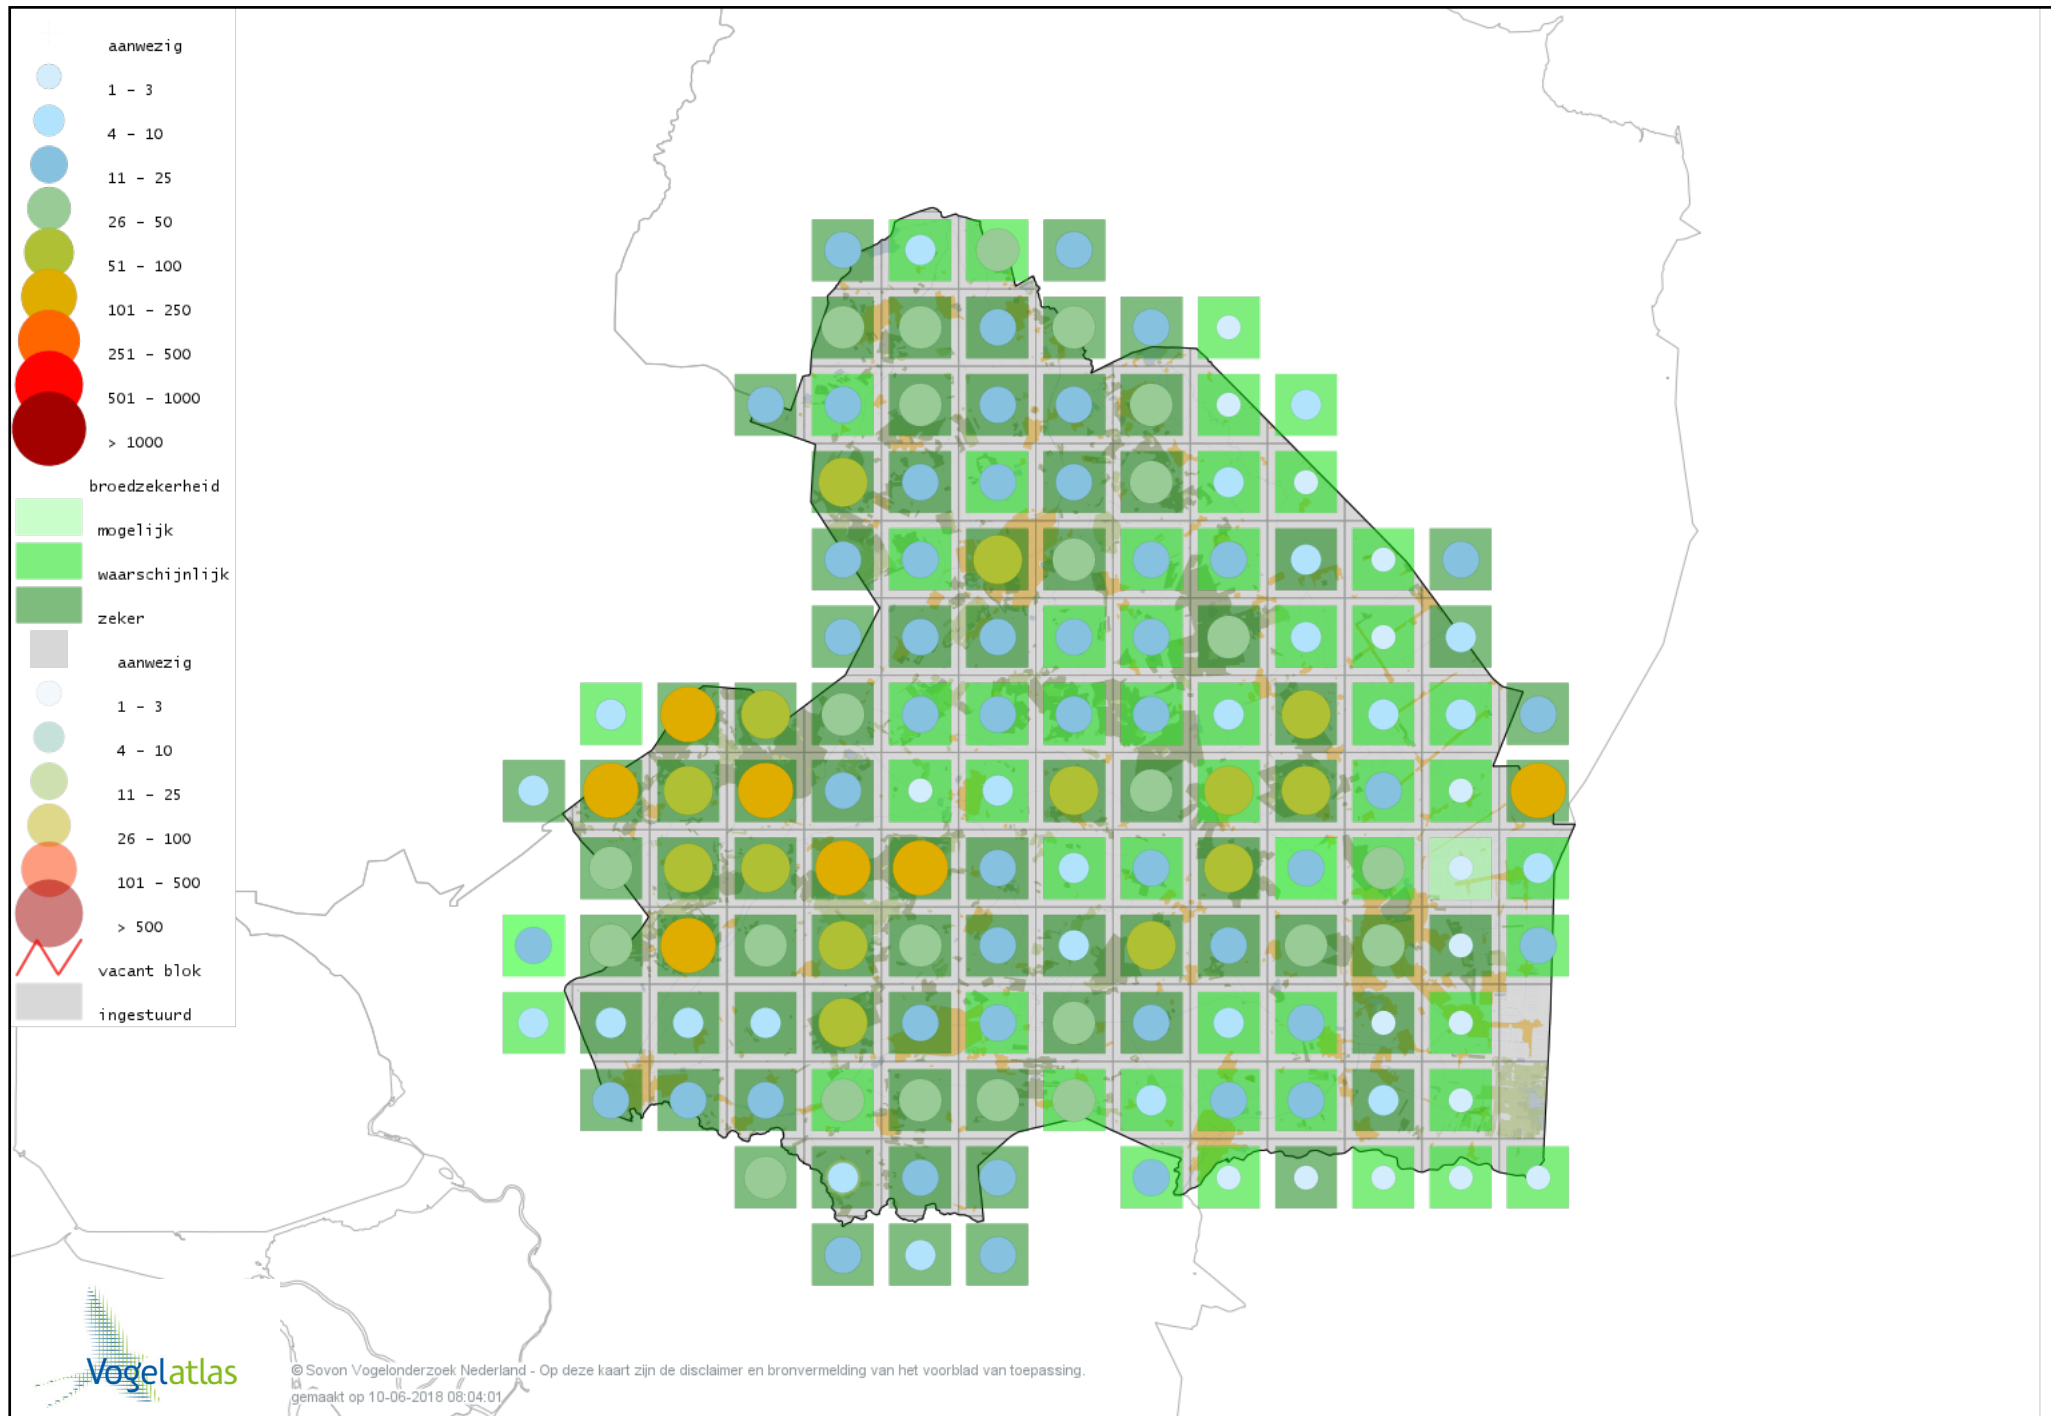 aanwezig
1 - 3
4 - 10
11 - 25
26 - 50
51 - 100
101 - 250
251 - 500
501 - 1000
> 1000
broedzekerheid
mogelijk
waarschijnlijk
zeker
aanwezig
1 - 3
4 - 10
11 - 25
26 - 100
101 - 500
> 500
vacant blok
ingestuurd
Vogelatlas
© Sovon Vogelonderzoek Nederland - Op deze kaart zijn de disclaimer en bronvermelding van het voorblad van toepassing.
gemaakt op 10-06-2018 08:04:01